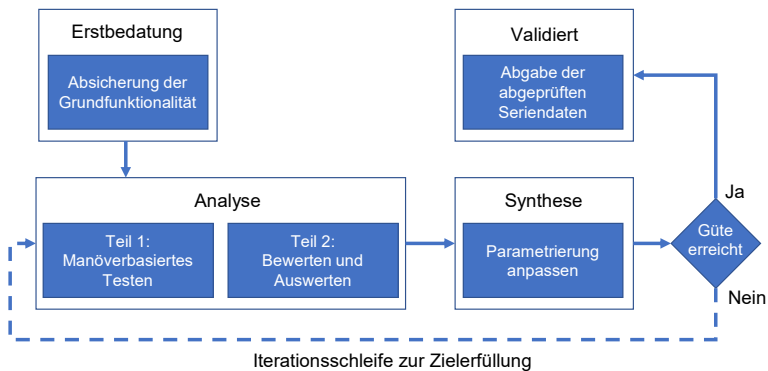 Erstbedatung
Absicherung der
Grundfunktionalität
Validiert
Abgabe der
abgeprüften
Seriendaten
Analyse
Teil 1:
Manöverbasiertes
Testen
Teil 2:
Bewerten und
Auswerten
Synthese
Parametrierung
anpassen
Ja
Güte
erreicht
Nein
Iterationsschleife zur Zielerfüllung